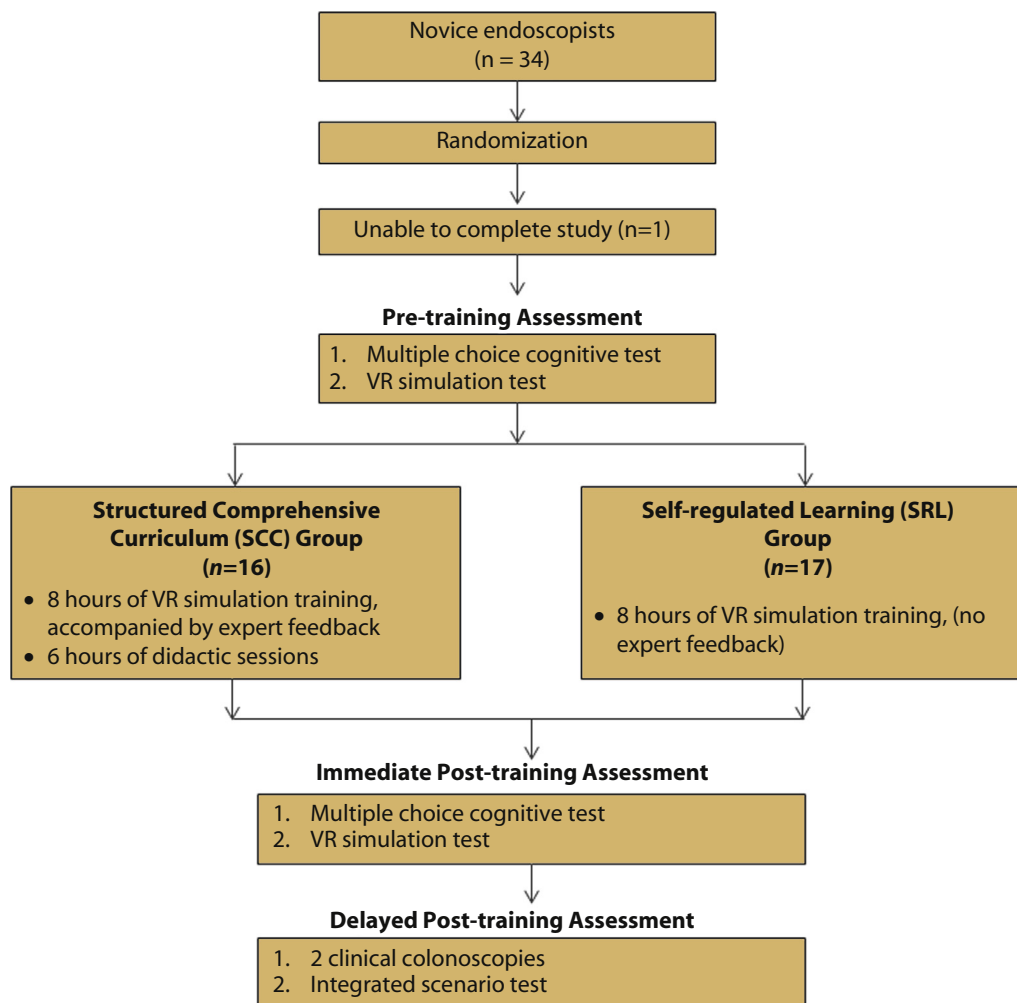 Novice endoscopists
(n = 34)
Randomization
Unable to complete study (n=1)
Pre-training Assessment
1. Multiple choice cognitive test
2. VR simulation test
Structured Comprehensive
Curriculum (SCC) Group
(n=16)
• 8 hours of VR simulation training,
accompanied by expert feedback
• 6 hours of didactic sessions
Self-regulated Learning (SRL)
Group
(n=17)
• 8 hours of VR simulation training, (no
expert feedback)
Immediate Post-training Assessment
1. Multiple choice cognitive test
2. VR simulation test
Delayed Post-training Assessment
1. 2 clinical colonoscopies
2. Integrated scenario test